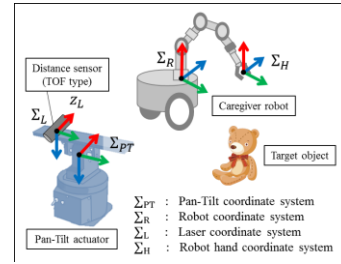 Distance sensor
(TOF type)
Σ_L
z_L
Σ_PT
Σ_R
Σ_H
Caregiver robot
Target object
Pan-Tilt actuator
Σ_PT : Pan-Tilt coordinate system
Σ_R : Robot coordinate system
Σ_L : Laser coordinate system
Σ_H : Robot hand coordinate system